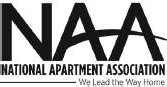 NAA
NATIONAL APARTMENT ASSOCIATION
We Lead the Way Home